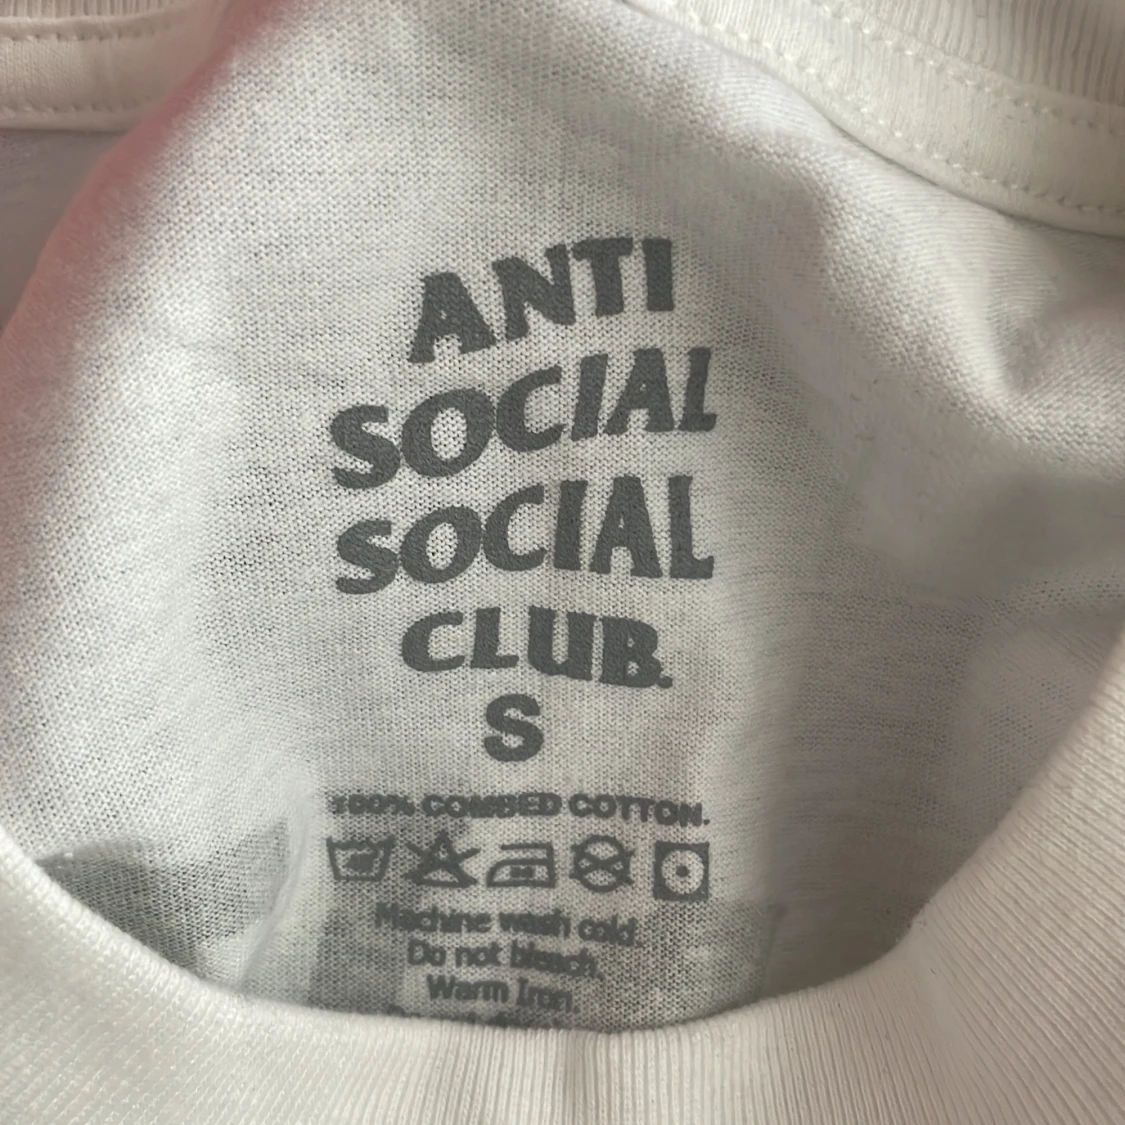 ANTI
SOCIAL
SOCIAL
CLUB.
S
100% COMBED COTTON.
Machine wash cold.
Do not bleach.
Warm Iron.